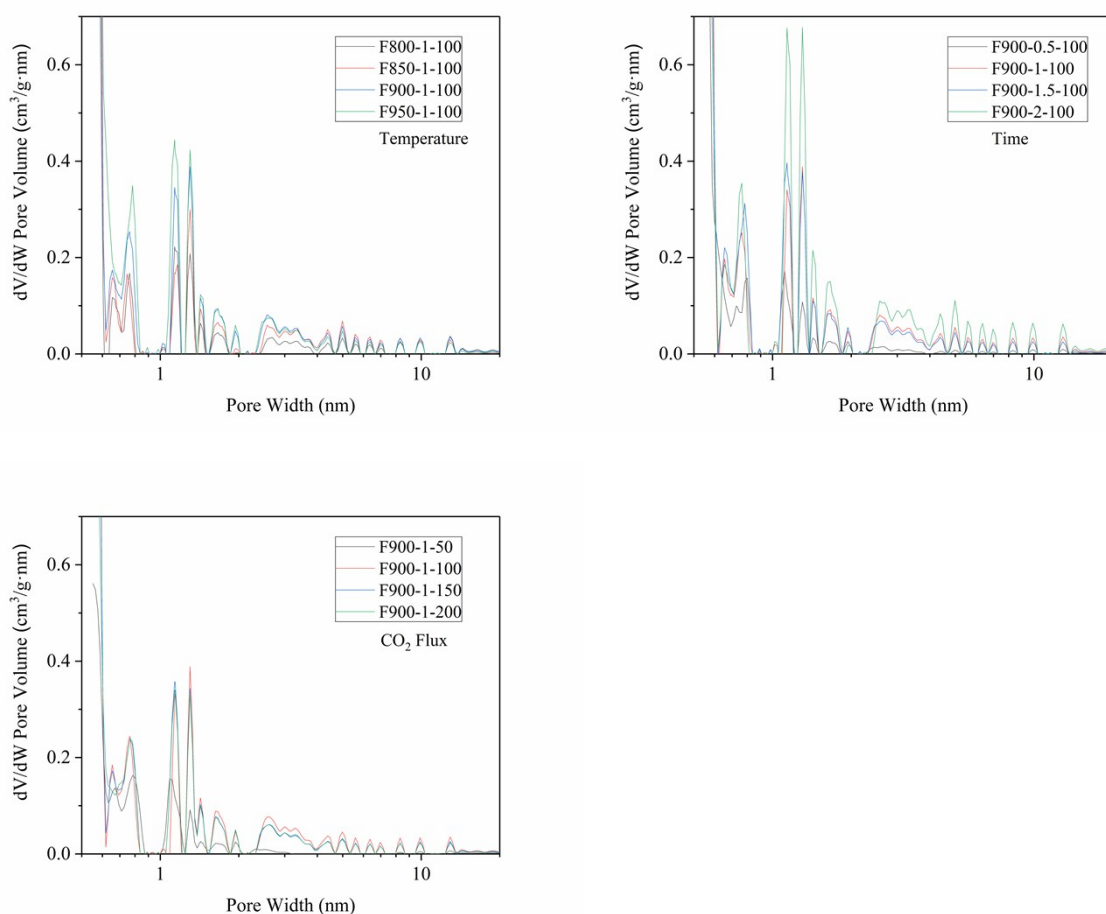 dV/dW Pore Volume (cm³/g·nm)
0.6
0.4
0.2
0.0
F800-1-100
F850-1-100
F900-1-100
F950-1-100
Temperature
1
10
Pore Width (nm)
dV/dW Pore Volume (cm³/g·nm)
0.6
0.4
0.2
0.0
F900-0.5-100
F900-1-100
F900-1.5-100
F900-2-100
Time
1
10
Pore Width (nm)
dV/dW Pore Volume (cm³/g·nm)
0.6
0.4
0.2
0.0
F900-1-50
F900-1-100
F900-1-150
F900-1-200
CO₂ Flux
1
10
Pore Width (nm)